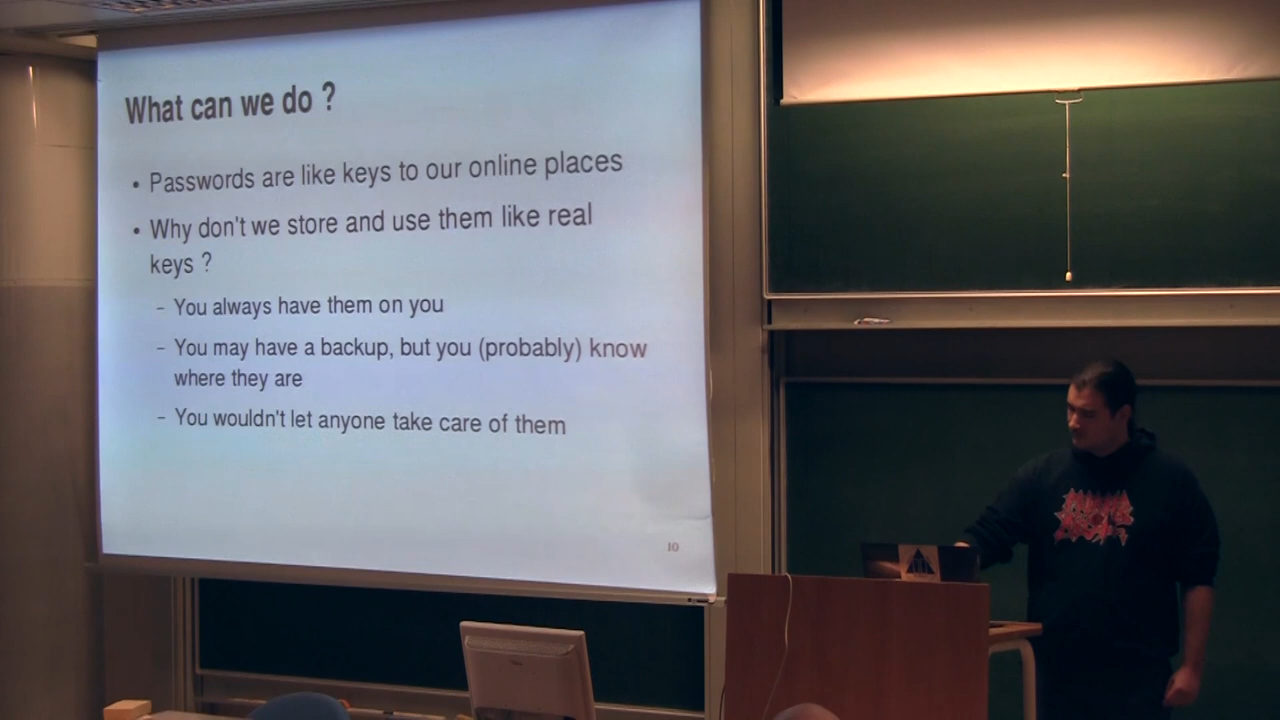 What can we do ?
• Passwords are like keys to our online places
• Why don't we store and use them like real
keys ?
– You always have them on you
– You may have a backup, but you (probably) know
where they are
– You wouldn't let anyone take care of them
10